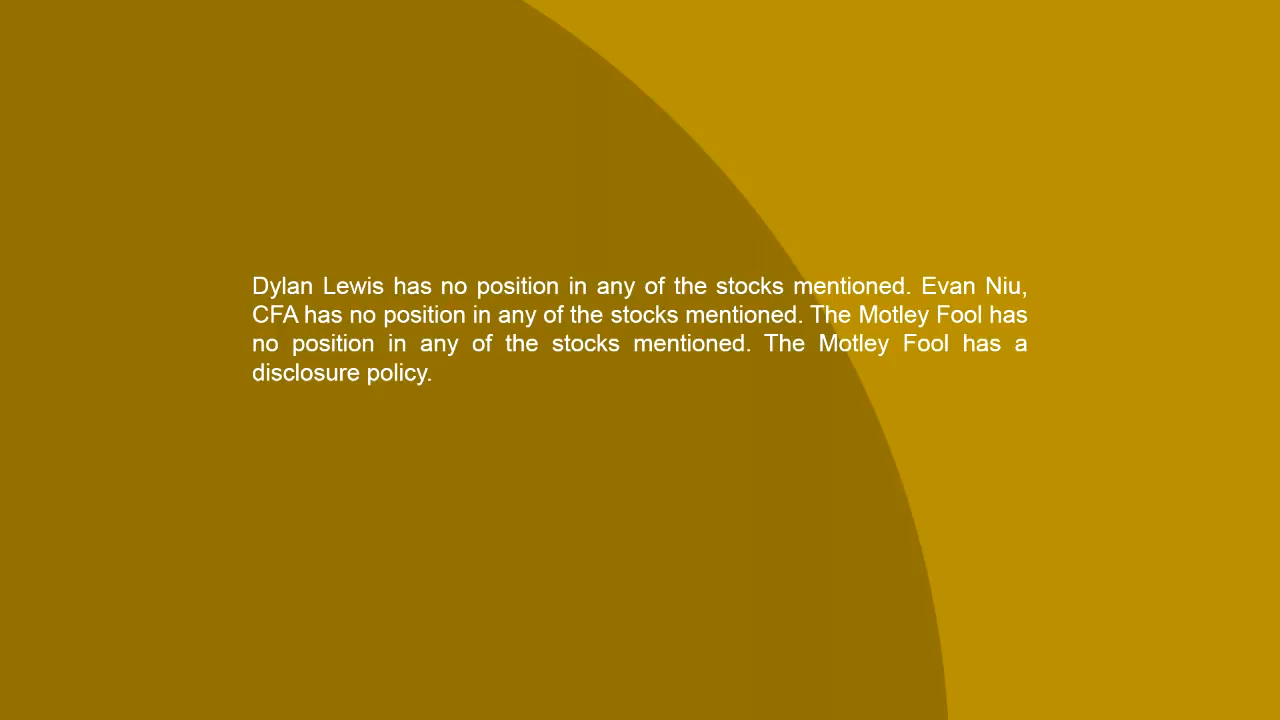 Dylan Lewis has no position in any of the stocks mentioned. Evan Niu,
CFA has no position in any of the stocks mentioned. The Motley Fool has
no position in any of the stocks mentioned. The Motley Fool has a
disclosure policy.